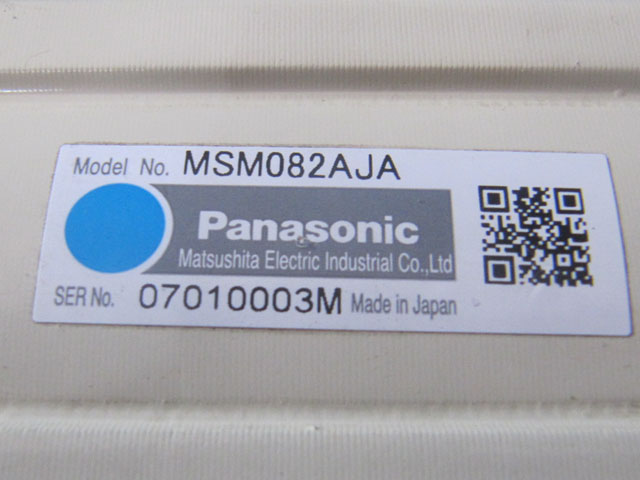 Model No. MSM082AJA
Panasonic
Matsushita Electric Industrial Co.,Ltd
SER No. 07010003M Made in Japan